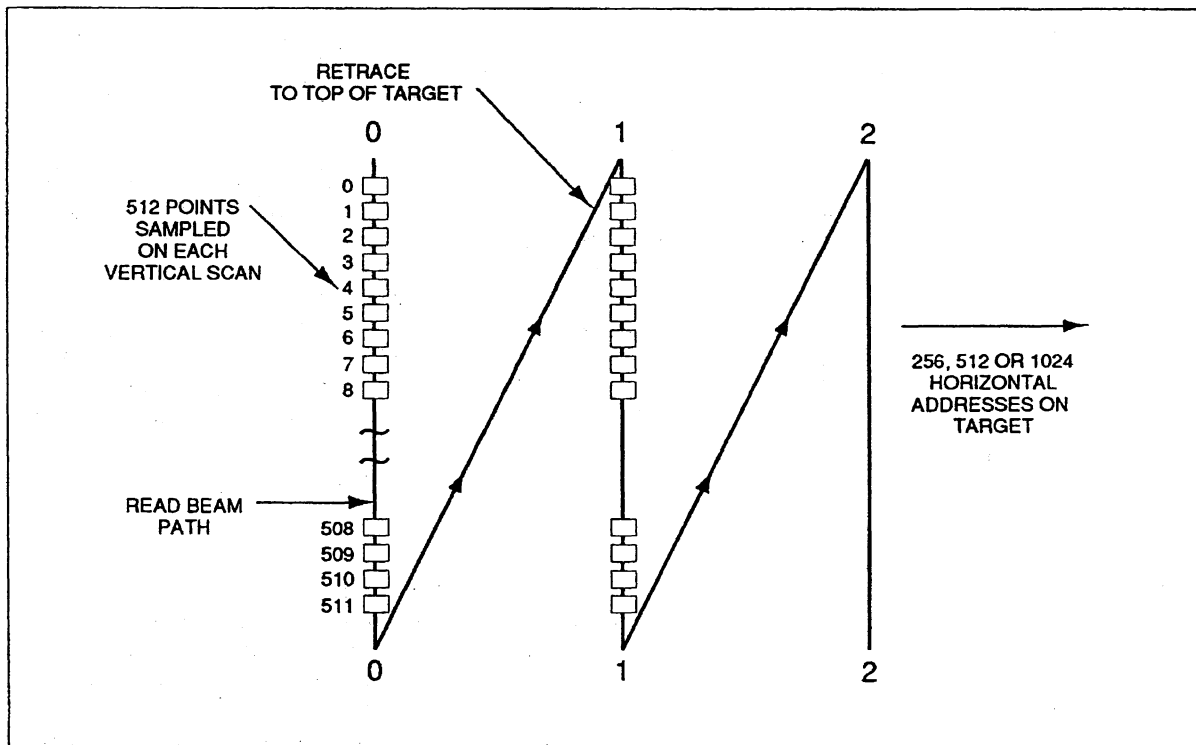 RETRACE
TO TOP OF TARGET
0
1
2
512 POINTS
SAMPLED
ON EACH
VERTICAL SCAN
0
1
2
3
4
5
6
7
8
256, 512 OR 1024
HORIZONTAL
ADDRESSES ON
TARGET
READ BEAM
PATH
508
509
510
511
0
1
2